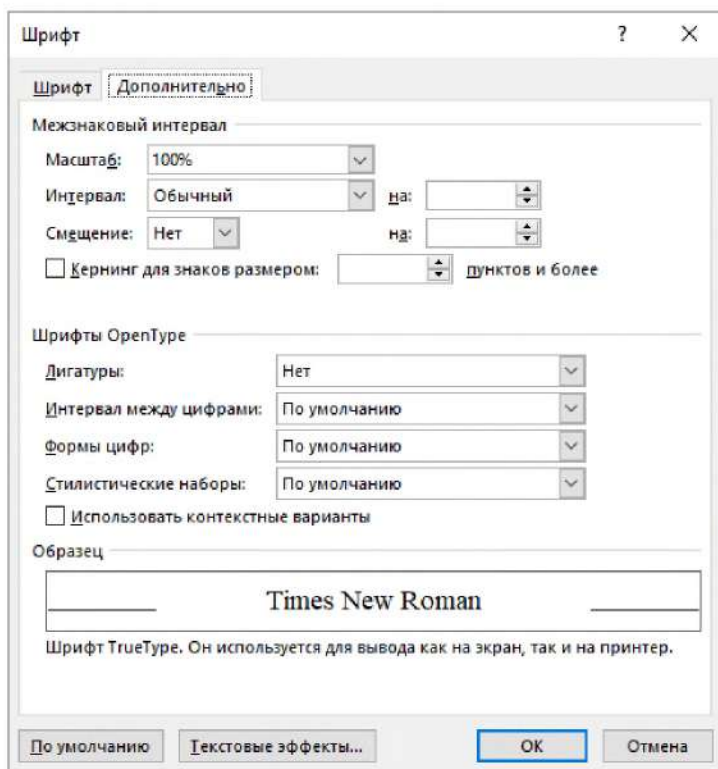 Шрифт ?
Шрифт Дополнительно
Межзнаковый интервал
Масштаб: 100%
Интервал: Обычный на:
Смещение: Нет на:
Кернинг для знаков размером: пунктов и более
Шрифты OpenType
Лигатуры: Нет
Интервал между цифрами: По умолчанию
Формы цифр: По умолчанию
Стилистические наборы: По умолчанию
Использовать контекстные варианты
Образец
Times New Roman
Шрифт TrueType. Он используется для вывода как на экран, так и на принтер.
По умолчанию Текстовые эффекты... ОК Отмена